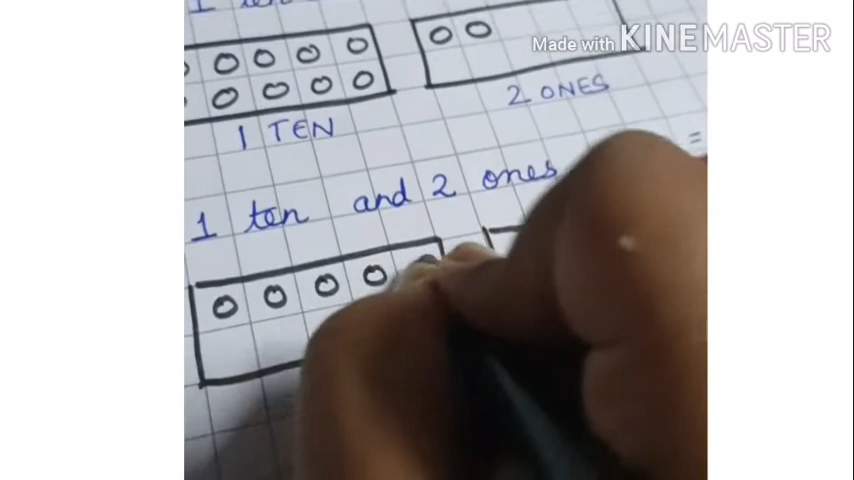 Made with KINEMASTER
1 TEN
2 ONES
1 ten and 2 ones =